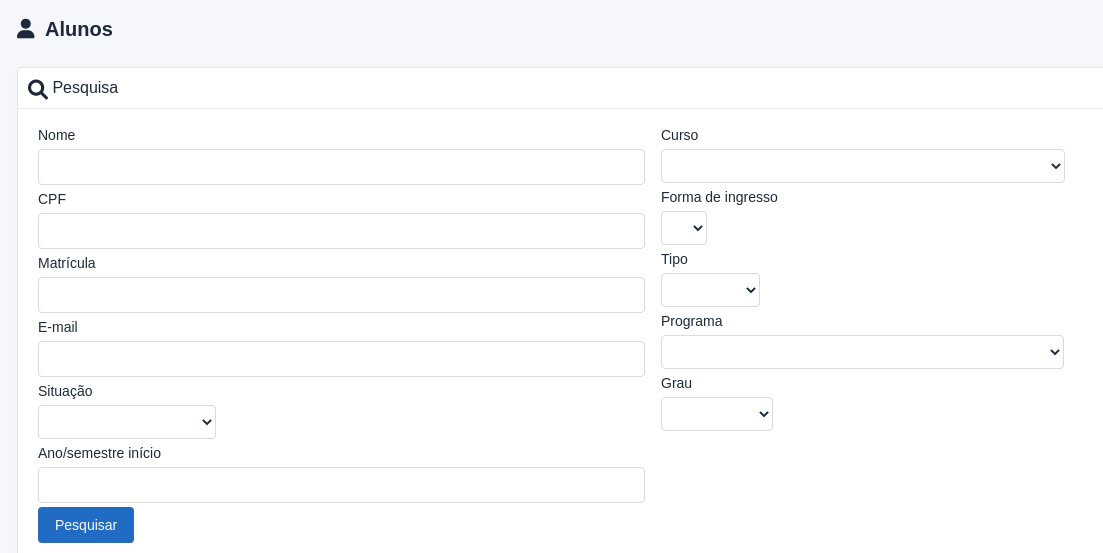 Alunos
Pesquisa
Nome
CPF
Matrícula
E-mail
Situação
Ano/semestre início
Pesquisar
Curso
Forma de ingresso
Tipo
Programa
Grau